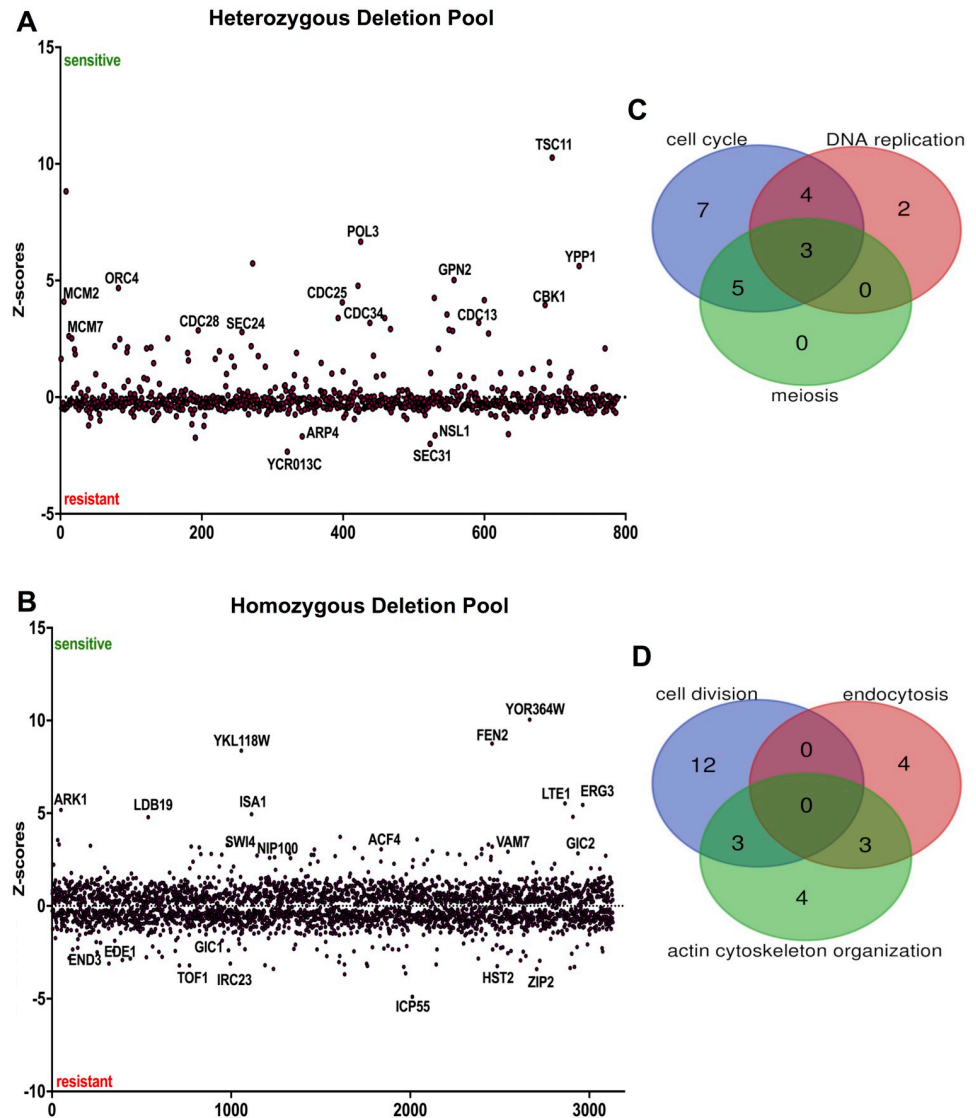 A
Heterozygous Deletion Pool
15
sensitive
TSC11
10
POL3
GPN2
YPP1
5
ORC4
MCM2
CDC25
CBK1
CDC34
CDC13
MCM7
CDC28
SEC24
0
ARP4
NSL1
YCR013C
SEC31
resistant
-5
0
200
400
600
800
Z-scores
C
cell cycle
DNA replication
7
4
2
3
5
0
0
meiosis
B
Homozygous Deletion Pool
15
sensitive
YOR364W
10
YKL118W
FEN2
ARK1
LDB19
ISA1
LTE1
ERG3
5
SWI4
NIP100
ACF4
VAM7
GIC2
0
END3
EDE1
GIC1
TOF1
IRC23
HST2
ZIP2
ICP55
-5
resistant
-10
0
1000
2000
3000
Z-scores
D
cell division
endocytosis
12
0
4
0
3
3
4
actin cytoskeleton organization